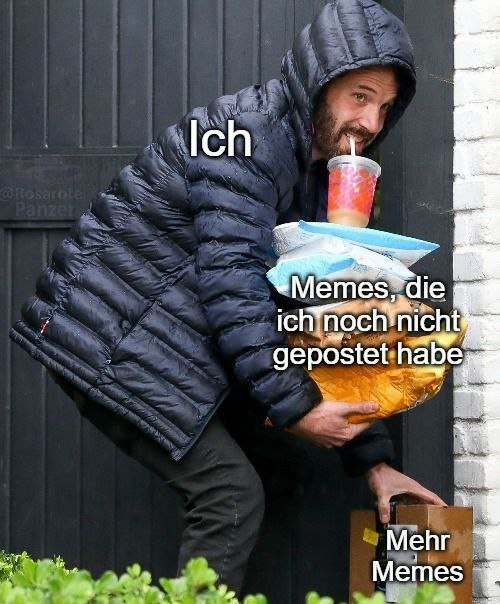 Ich
@Rosarote
Panzer
Memes, die
ich noch nicht
gepostet habe
Mehr
Memes